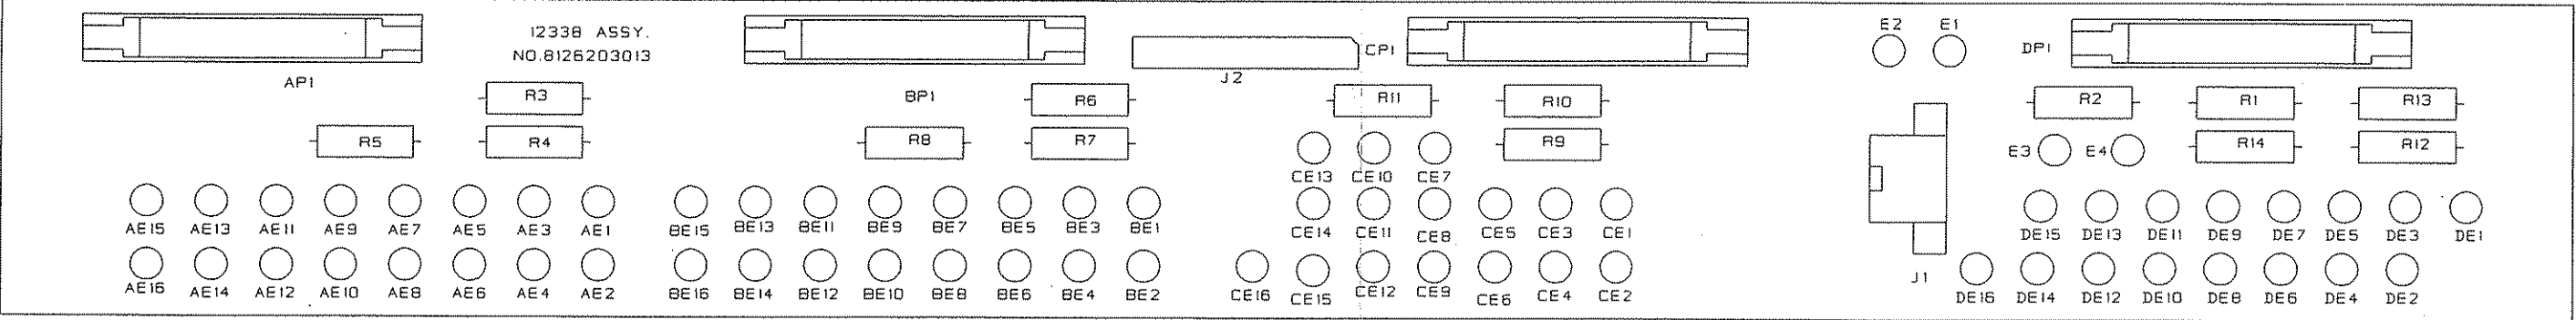 12338 ASSY.
NO.8126203013
AP1
BP1
J2
CP1
E2 E1
DP1
R3 R6 R11 R10 R2 R1 R13
R5 R4 R8 R7 R9 R14 R12
E3 E4
CE13 CE10 CE7
AE15 AE13 AE11 AE9 AE7 AE5 AE3 AE1
BE15 BE13 BE11 BE9 BE7 BE5 BE3 BE1
CE14 CE11 CE8 CE5 CE3 CE1
DE15 DE13 DE11 DE9 DE7 DE5 DE3 DE1
J1
AE16 AE14 AE12 AE10 AE8 AE6 AE4 AE2
BE16 BE14 BE12 BE10 BE8 BE6 BE4 BE2
CE16 CE15 CE12 CE9 CE6 CE4 CE2
DE16 DE14 DE12 DE10 DE8 DE6 DE4 DE2